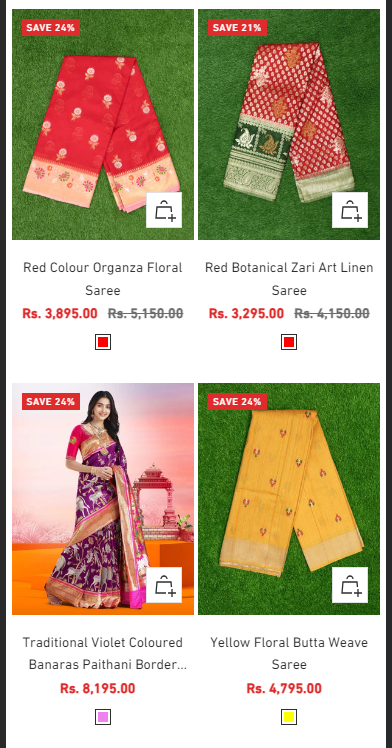 SAVE 24%
SAVE 21%
Red Colour Organza Floral
Saree
Rs. 3,895.00 Rs. 5,150.00
Red Botanical Zari Art Linen
Saree
Rs. 3,295.00 Rs. 4,150.00
SAVE 24%
SAVE 24%
Traditional Violet Coloured
Banaras Paithani Border...
Rs. 8,195.00
Yellow Floral Butta Weave
Saree
Rs. 4,795.00